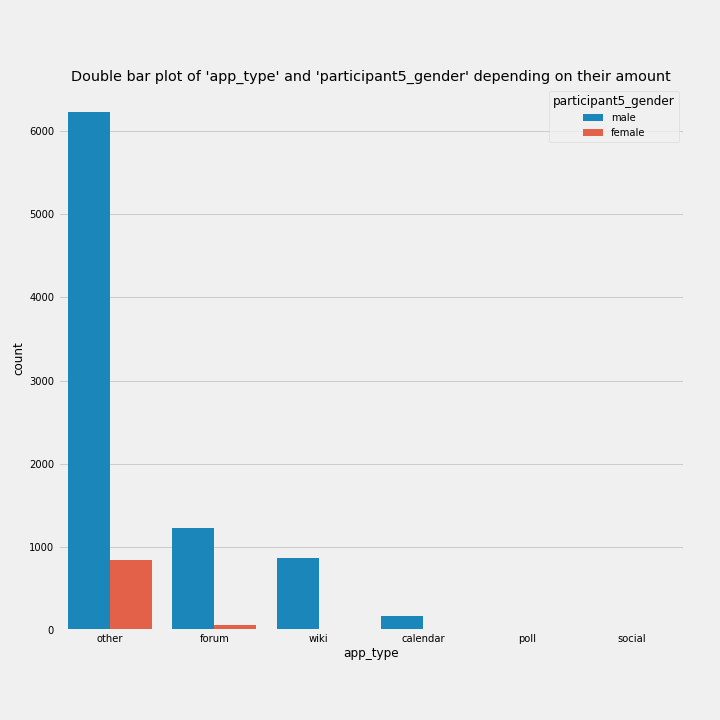 Double bar plot of 'app_type' and 'participant5_gender' depending on their amount
participant5_gender
male
female
6000
5000
4000
3000
2000
1000
0
count
other forum wiki calendar poll social
app_type